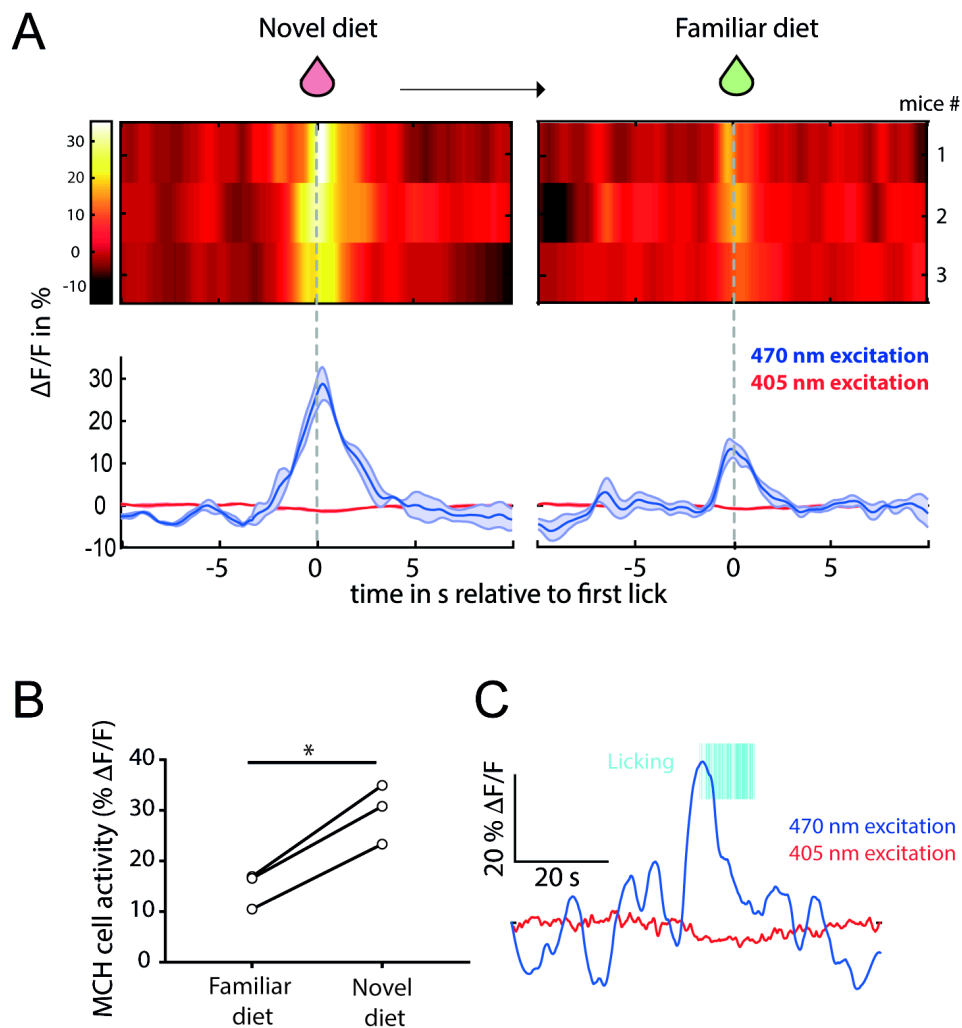 A
Novel diet
Familiar diet
mice #
30
20
10
0
-10
1
2
3
ΔF/F in %
470 nm excitation
405 nm excitation
30
20
10
0
-10
-5
0
5
-5
0
5
time in s relative to first lick
B
MCH cell activity (% ΔF/F)
40
30
20
10
0
*
Familiar
diet
Novel
diet
C
Licking
20 % ΔF/F
20 s
470 nm excitation
405 nm excitation